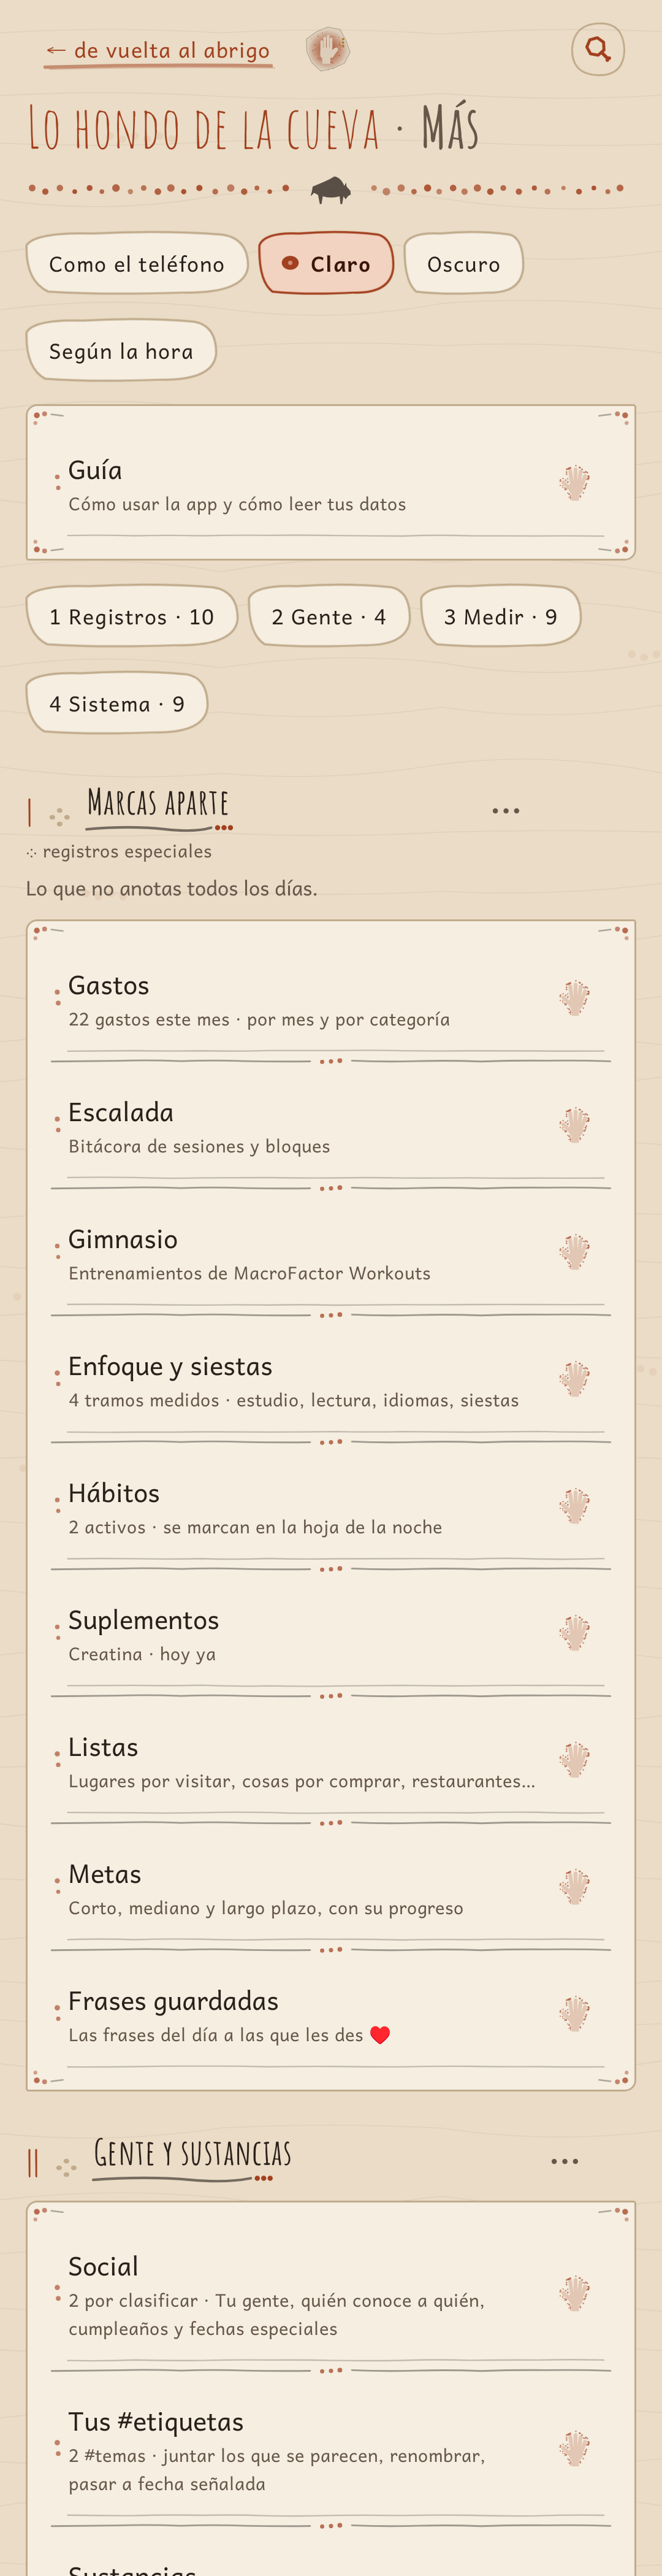 ← de vuelta al abrigo
Lo hondo de la cueva · Más
Como el teléfono
Claro
Oscuro
Según la hora
Guía
Cómo usar la app y cómo leer tus datos
1 Registros · 10
2 Gente · 4
3 Medir · 9
4 Sistema · 9
Marcas aparte
registros especiales
Lo que no anotas todos los días.
Gastos
22 gastos este mes · por mes y por categoría
Escalada
Bitácora de sesiones y bloques
Gimnasio
Entrenamientos de MacroFactor Workouts
Enfoque y siestas
4 tramos medidos · estudio, lectura, idiomas, siestas
Hábitos
2 activos · se marcan en la hoja de la noche
Suplementos
Creatina · hoy ya
Listas
Lugares por visitar, cosas por comprar, restaurantes...
Metas
Corto, mediano y largo plazo, con su progreso
Frases guardadas
Las frases del día a las que les des ❤️
Gente y sustancias
Social
2 por clasificar · Tu gente, quién conoce a quién,
cumpleaños y fechas especiales
Tus #etiquetas
2 #temas · juntar los que se parecen, renombrar,
pasar a fecha señalada
Sustancias